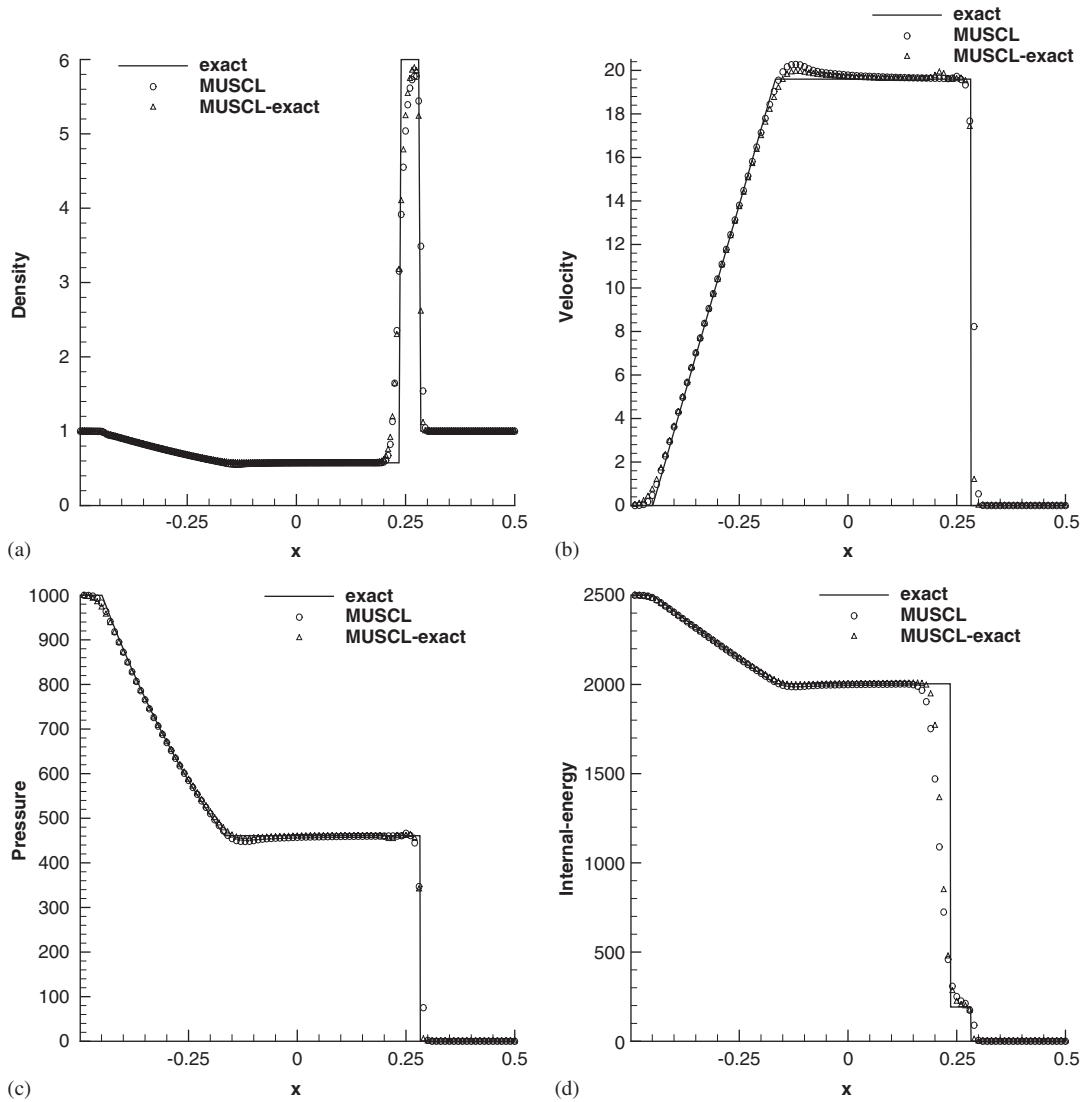 exact
MUSCL
MUSCL-exact
6
5
4
3
2
1
0
Density
-0.25
0
0.25
0.5
x
(a)
exact
MUSCL
MUSCL-exact
20
18
16
14
12
10
8
6
4
2
0
Velocity
-0.25
0
0.25
0.5
x
(b)
exact
MUSCL
MUSCL-exact
1000
900
800
700
600
500
400
300
200
100
0
Pressure
-0.25
0
0.25
0.5
x
(c)
exact
MUSCL
MUSCL-exact
2500
2000
1500
1000
500
0
Internal-energy
-0.25
0
0.25
0.5
x
(d)